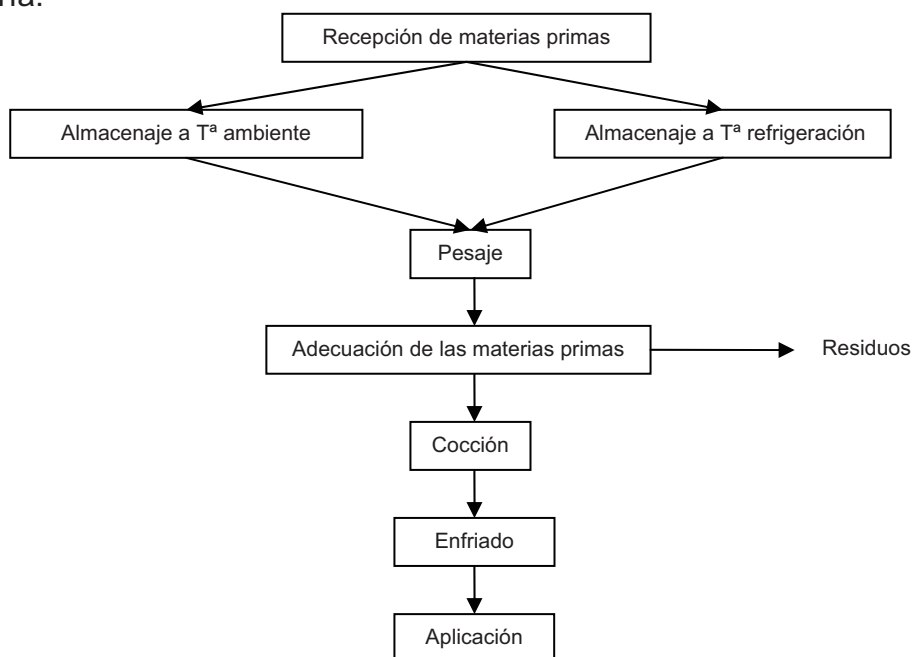 Recepción de materias primas
Almacenaje a Tª ambiente
Almacenaje a Tª refrigeración
Pesaje
Adecuación de las materias primas
Residuos
Cocción
Enfriado
Aplicación